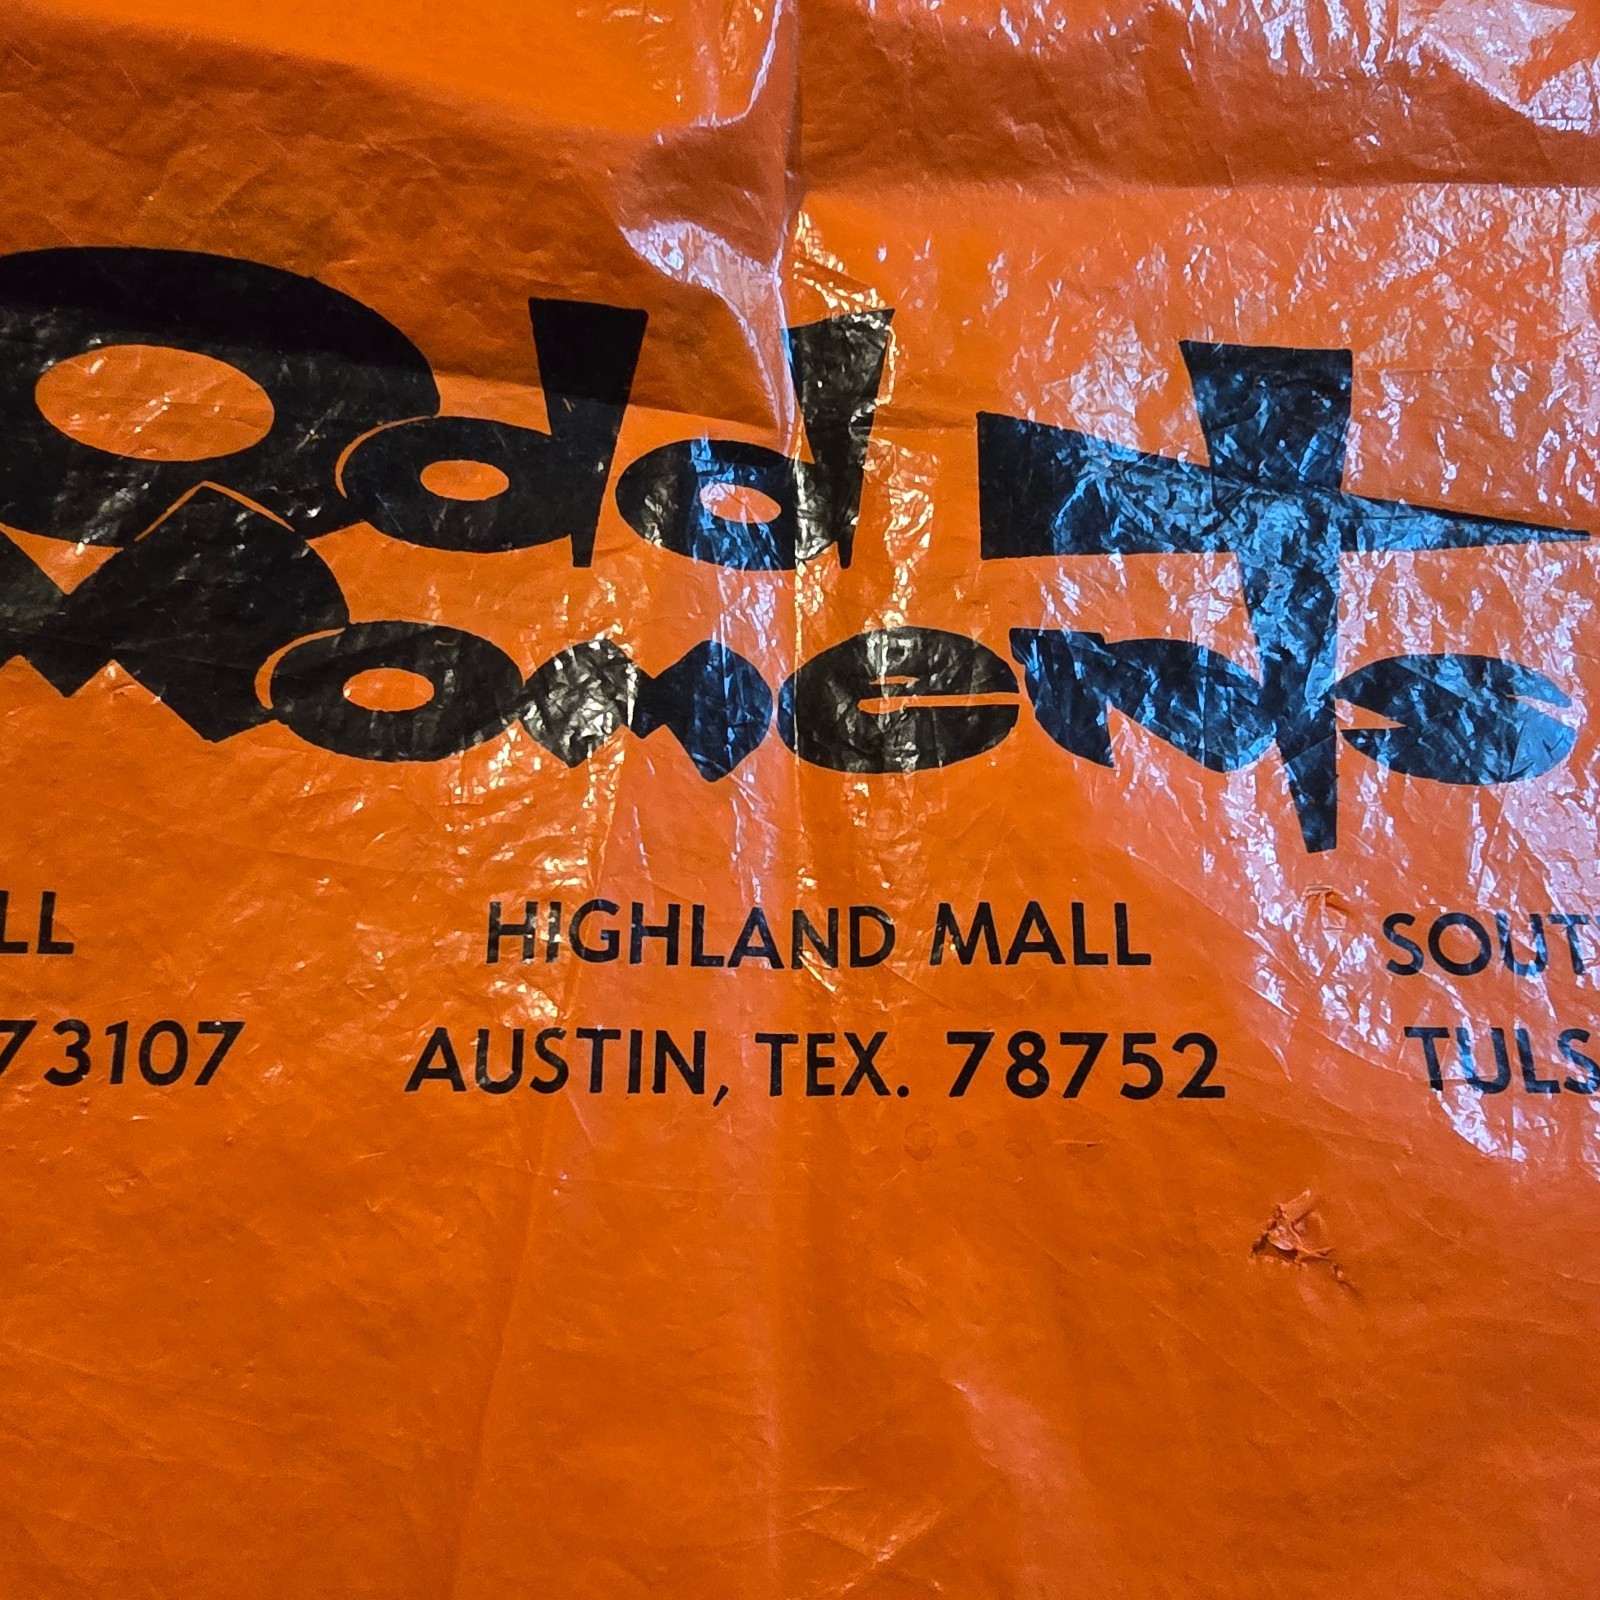 Odd
Moments
LL HIGHLAND MALL SOUT
73107 AUSTIN, TEX. 78752 TULS